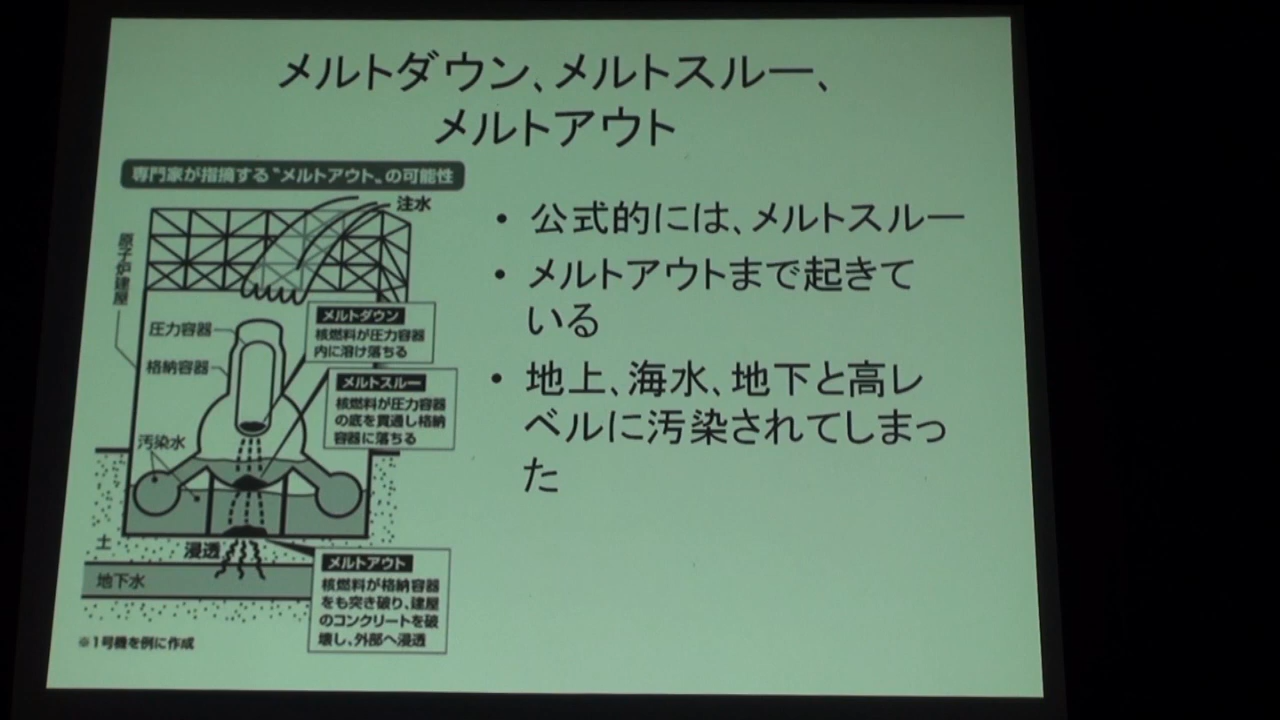 メルトダウン、メルトスルー、
メルトアウト
専門家が指摘する〝メルトアウト〟の可能性
注水
原子炉建屋
圧力容器
格納容器
汚染水
土
浸透
地下水
※1号機を例に作成
メルトダウン
核燃料が圧力容器
内に溶け落ちる
メルトスルー
核燃料が圧力容器
の底を貫通し格納
容器に落ちる
メルトアウト
核燃料が格納容器
をも突き破り、建屋
のコンクリートを破
壊し、外部へ浸透
• 公式的には、メルトスルー
• メルトアウトまで起きて
いる
• 地上、海水、地下と高レ
ベルに汚染されてしまっ
た